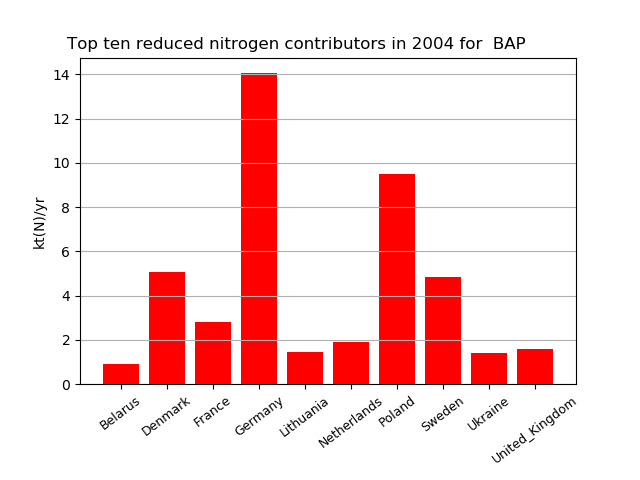 Top ten reduced nitrogen contributors in 2004 for  BAP
kt(N)/yr
14
12
10
8
6
4
2
0
Belarus
Denmark
France
Germany
Lithuania
Netherlands
Poland
Sweden
Ukraine
United_Kingdom